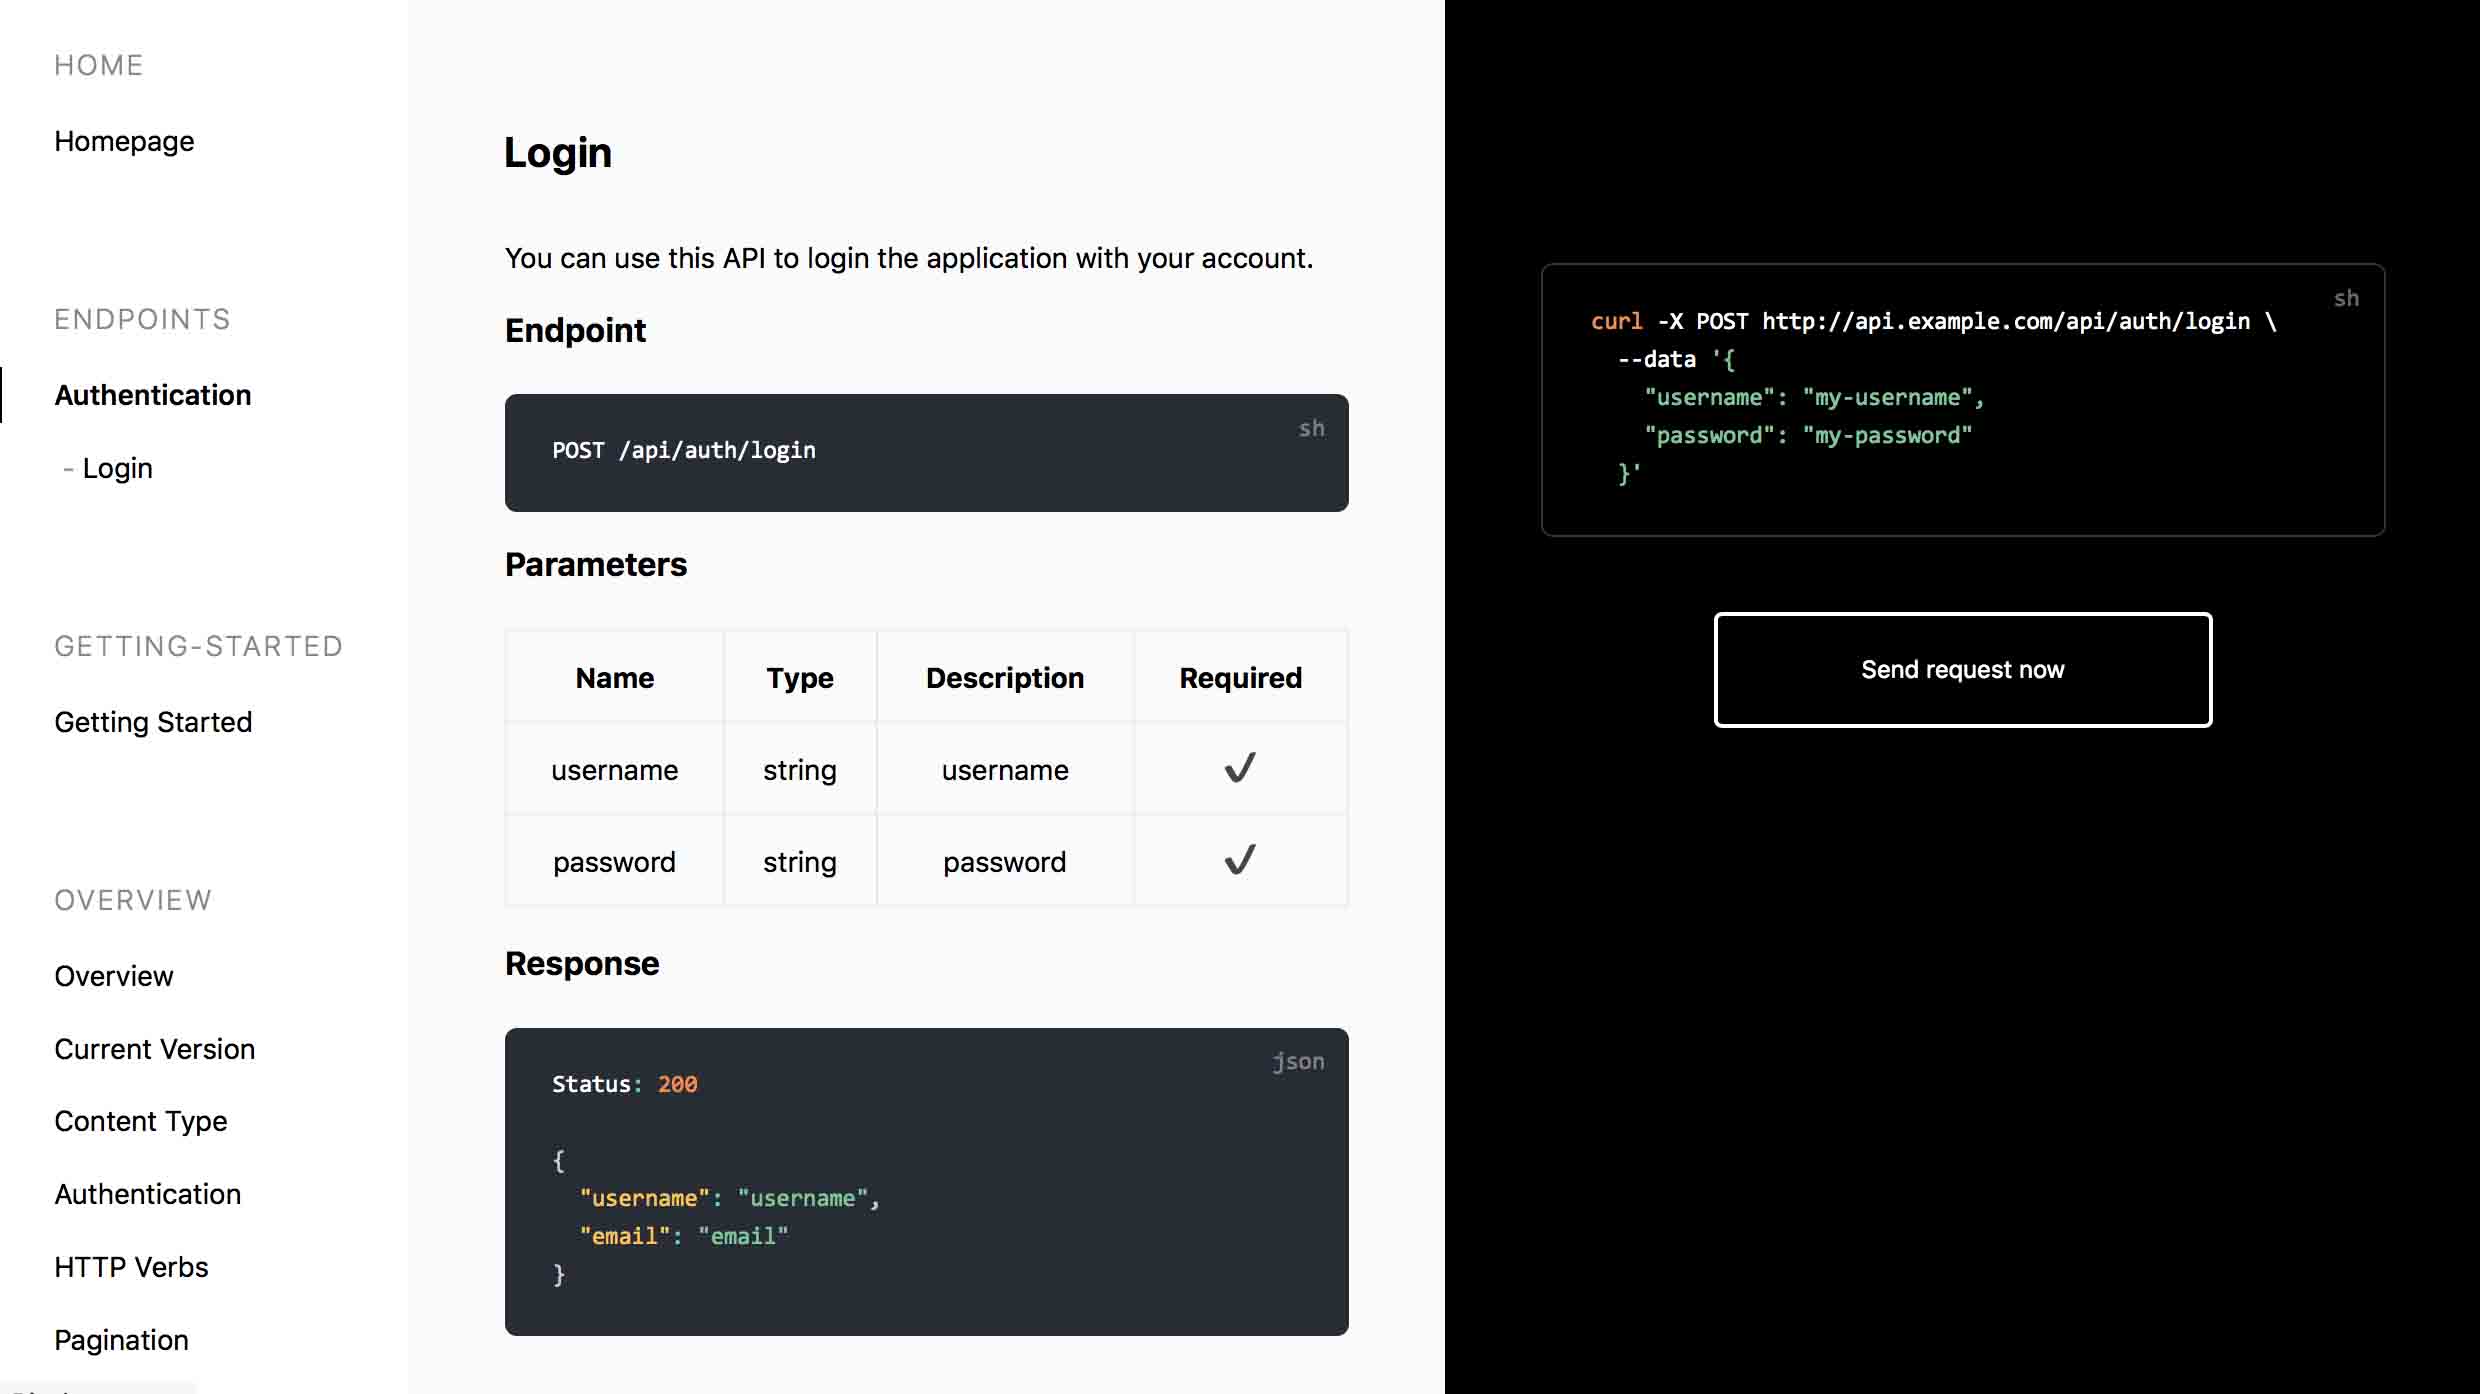 HOME
Homepage
ENDPOINTS
Authentication
- Login
GETTING-STARTED
Getting Started
OVERVIEW
Overview
Current Version
Content Type
Authentication
HTTP Verbs
Pagination
Login
You can use this API to login the application with your account.
Endpoint
sh
POST /api/auth/login
Parameters
Name Type Description Required
username string username ✔
password string password ✔
Response
json
Status: 200
{
"username": "username",
"email": "email"
}
sh
curl -X POST http://api.example.com/api/auth/login \
--data '{
"username": "my-username",
"password": "my-password"
}'
Send request now